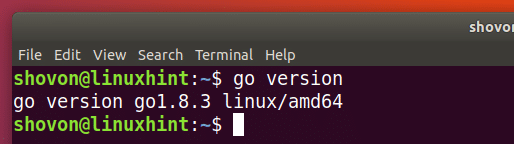 shovon
File Edit View Search Terminal Help
shovon@linuxhint:~$ go version
go version go1.8.3 linux/amd64
shovon@linuxhint:~$